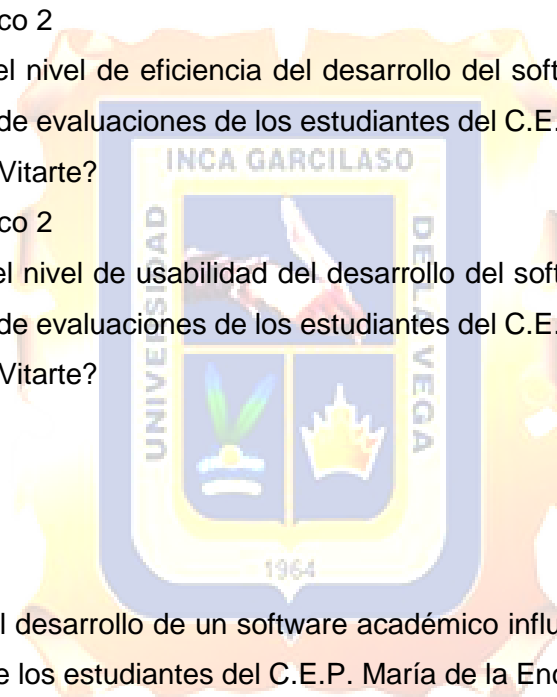 co 2
el nivel de eficiencia del desarrollo del soft
de evaluaciones de los estudiantes del C.E.
Vitarte?
INCA GARCILASO
UNIVERSIDAD
DE LA VEGA
co 2
el nivel de usabilidad del desarrollo del soft
de evaluaciones de los estudiantes del C.E.
Vitarte?
1964
l desarrollo de un software académico influ
e los estudiantes del C.E.P. María de la Enc